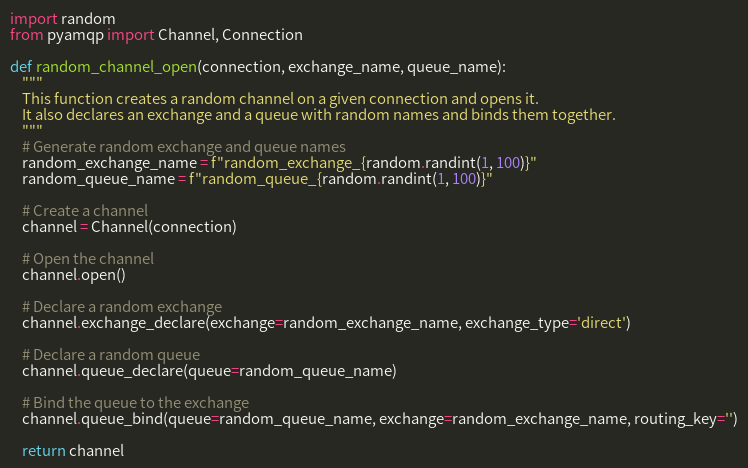 import random
from pyamqp import Channel, Connection

def random_channel_open(connection, exchange_name, queue_name):
    """
    This function creates a random channel on a given connection and opens it.
    It also declares an exchange and a queue with random names and binds them together.
    """
    # Generate random exchange and queue names
    random_exchange_name = f"random_exchange_{random.randint(1, 100)}"
    random_queue_name = f"random_queue_{random.randint(1, 100)}"

    # Create a channel
    channel = Channel(connection)

    # Open the channel
    channel.open()

    # Declare a random exchange
    channel.exchange_declare(exchange=random_exchange_name, exchange_type='direct')

    # Declare a random queue
    channel.queue_declare(queue=random_queue_name)

    # Bind the queue to the exchange
    channel.queue_bind(queue=random_queue_name, exchange=random_exchange_name, routing_key='')

    return channel